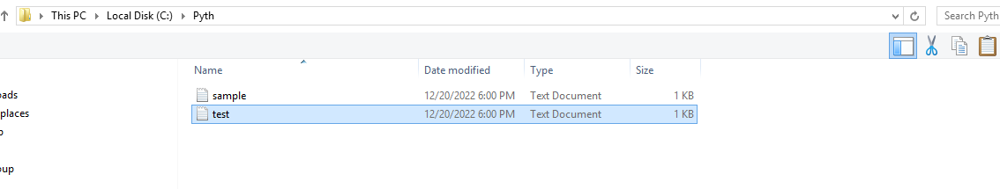 This PC Local Disk (C:) Pyth Search Pyth
Name Date modified Type Size
oads
sample 12/20/2022 6:00 PM Text Document 1 KB
places
test 12/20/2022 6:00 PM Text Document 1 KB
oup